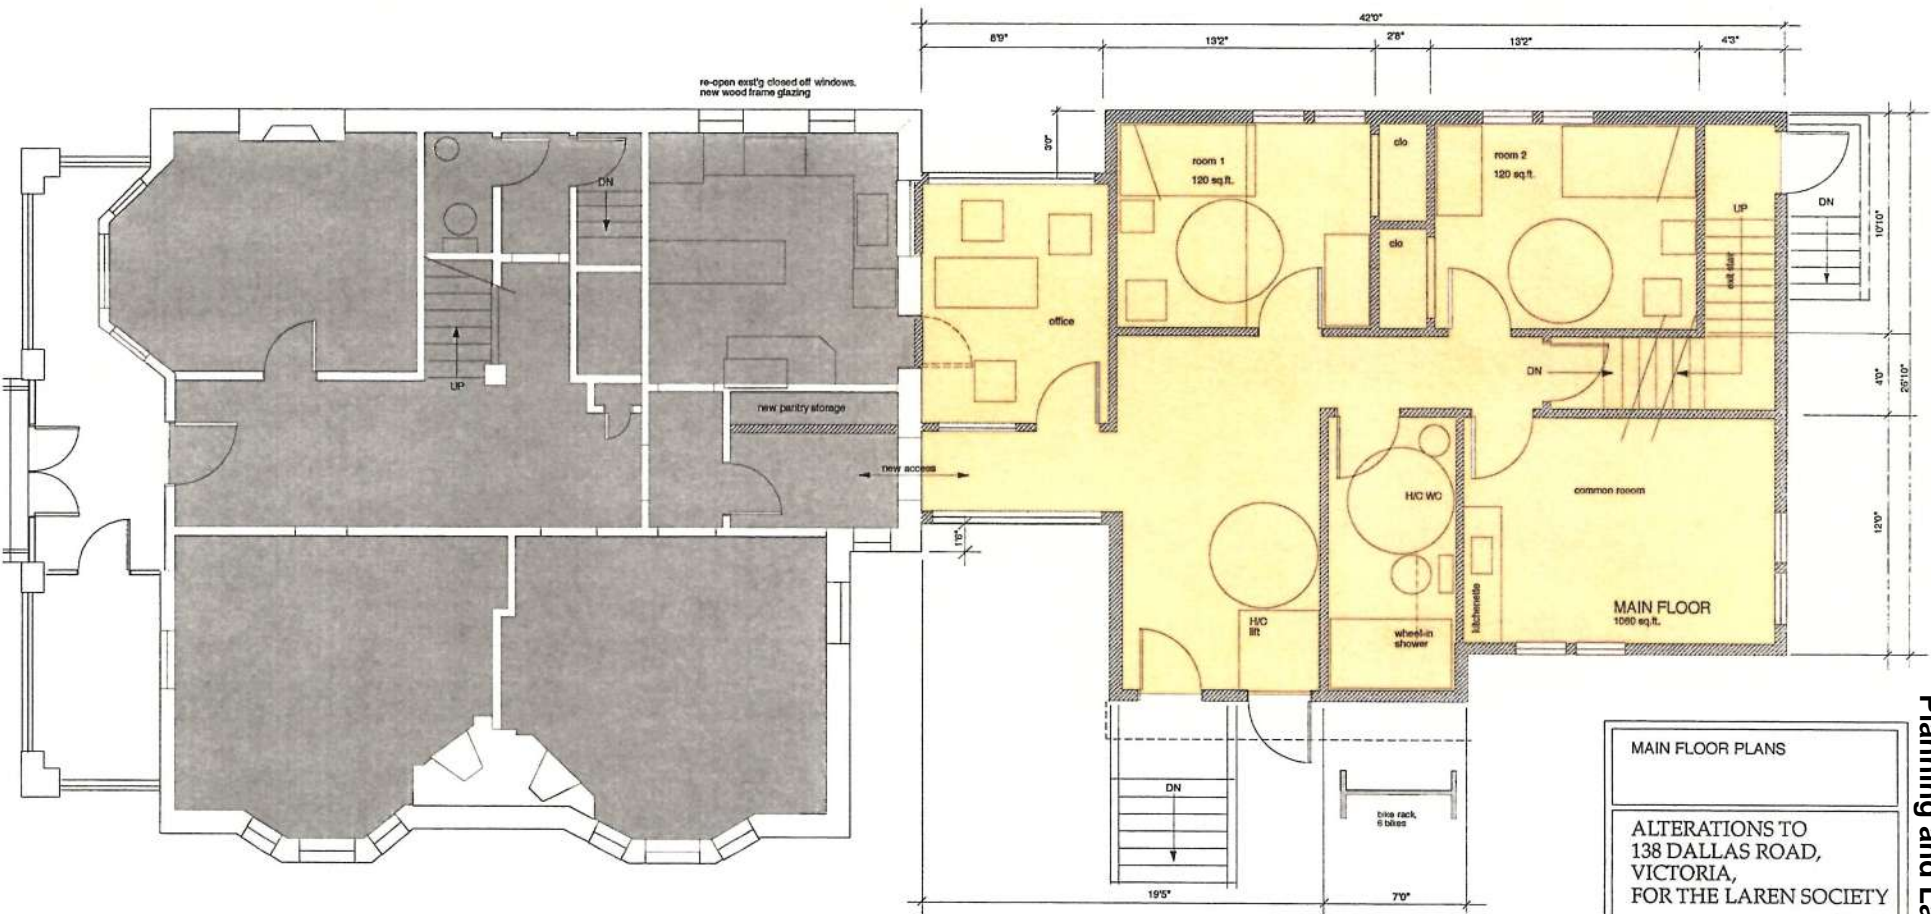 42'0"
8'9"
13'2"
2'8"
13'2"
4'3"
re-open exst'g closed off windows.
new wood frame glazing
3'0"
room 1
120 sq.ft.
clo
room 2
120 sq.ft.
clo
UP
DN
exit stair
10'10"
DN
office
UP
DN
4'0"
26'10"
new pantry storage
new access
H/C WC
common rooom
12'0"
1'6"
H/C
lift
wheel-in
shower
kitchenette
MAIN FLOOR
1060 sq.ft.
DN
bike rack,
6 bikes
19'5"
7'0"
MAIN FLOOR PLANS
ALTERATIONS TO
138 DALLAS ROAD,
VICTORIA,
FOR THE LAREN SOCIETY
Planning and La